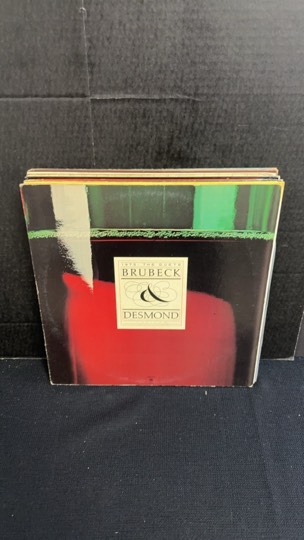 1975: THE DUETS
BRUBECK
&
DESMOND